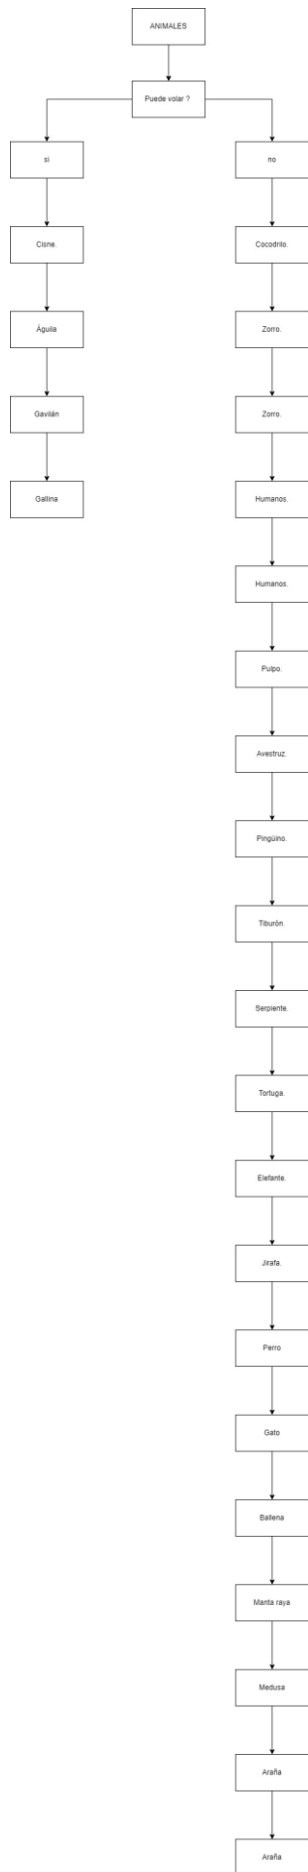 ANIMALES
Puede volar ?
si
no
Cisne.
Cocodrilo.
Águila
Zorro.
Gavilán
Zorro.
Gallina
Humanos.
Humanos.
Pulpo.
Avestruz.
Pingüino.
Tiburón.
Serpiente.
Tortuga.
Elefante.
Jirafa.
Perro
Gato
Ballena
Manta raya
Medusa
Araña
Araña